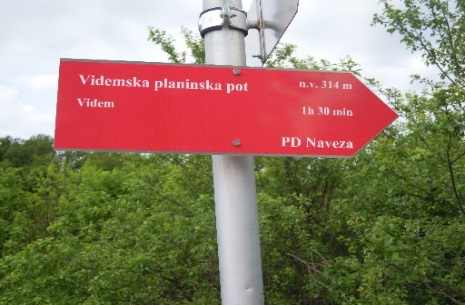 Videmska planinska pot n.v. 314 m
Videm 1h 30 min
PD Naveza